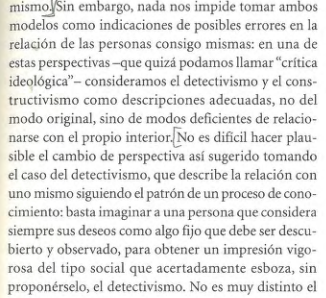 mismo. Sin embargo, nada nos impide tomar ambos
modelos como indicaciones de posibles errores en la
relación de las personas consigo mismas: en una de
estas perspectivas –que quizá podamos llamar “crítica
ideológica”– consideramos el detectivismo y el cons-
tructivismo como descripciones adecuadas, no del
modo original, sino de modos deficientes de relacio-
narse con el propio interior. No es difícil hacer plau-
sible el cambio de perspectiva así sugerido tomando
el caso del detectivismo, que describe la relación con
uno mismo siguiendo el patrón de un proceso de cono-
cimiento: basta imaginar a una persona que considera
siempre sus deseos como algo fijo que debe ser descu-
bierto y observado, para obtener un impresión vigo-
rosa del tipo social que acertadamente esboza, sin
proponérselo, el detectivismo. No es muy distinto el